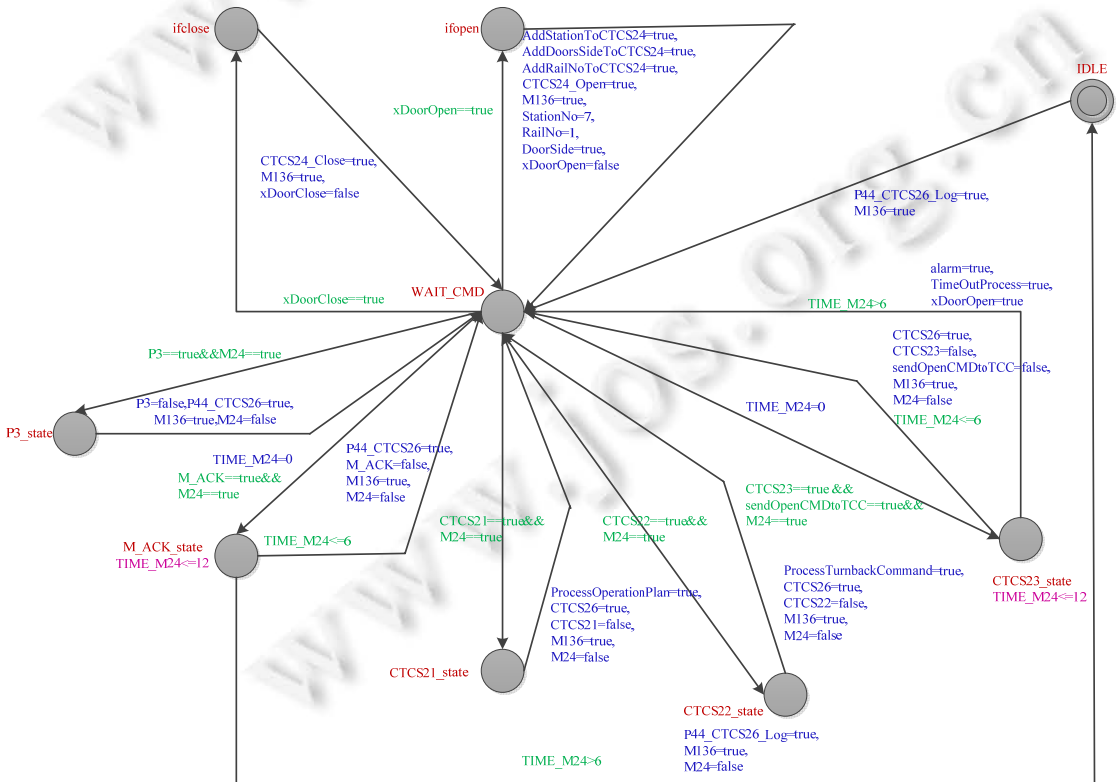 ifclose
ifopen
AddStationToCTCS24=true,
AddDoorsSideToCTCS24=true,
AddRailNoToCTCS24=true,
CTCS24_Open=true,
M136=true,
StationNo=7,
RailNo=1,
DoorSide=true,
xDoorOpen=false
IDLE
xDoorOpen==true
CTCS24_Close=true,
M136=true,
xDoorClose=false
P44_CTCS26_Log=true,
M136=true
WAIT_CMD
xDoorClose==true
alarm=true,
TimeOutProcess=true,
xDoorOpen=true
TIME_M24>6
P3==true&&M24==true
CTCS26=true,
CTCS23=false,
sendOpenCMDtoTCC=false,
M136=true,
M24=false
P3=false,P44_CTCS26=true,
M136=true,M24=false
TIME_M24=0
TIME_M24<=6
P3_state
TIME_M24=0
M_ACK==true&&
M24==true
P44_CTCS26=true,
M_ACK=false,
M136=true,
M24=false
CTCS23==true &&
sendOpenCMDtoTCC==true&&
M24==true
CTCS21==true&&
M24==true
CTCS22==true&&
M24==true
M_ACK_state
TIME_M24<=12
TIME_M24<=6
CTCS23_state
TIME_M24<=12
ProcessOperationPlan=true,
CTCS26=true,
CTCS21=false,
M136=true,
M24=false
ProcessTurnbackCommand=true,
CTCS26=true,
CTCS22=false,
M136=true,
M24=false
CTCS21_state
CTCS22_state
P44_CTCS26_Log=true,
M136=true,
M24=false
TIME_M24>6
www.jos.org.cn